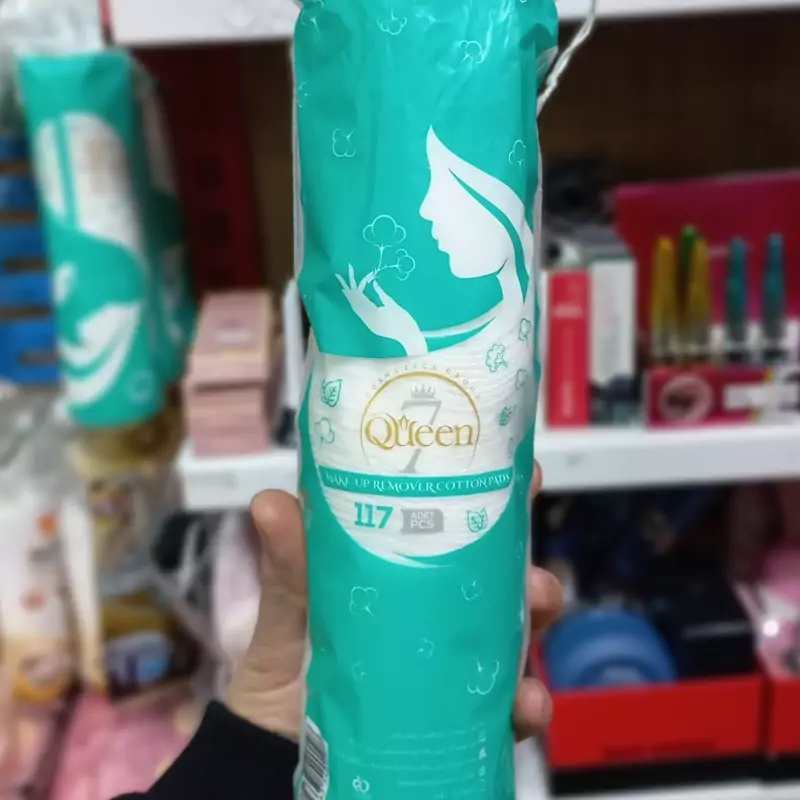 7
Queen
MAKE-UP REMOVER COTTON PADS
117 ADET
PCS